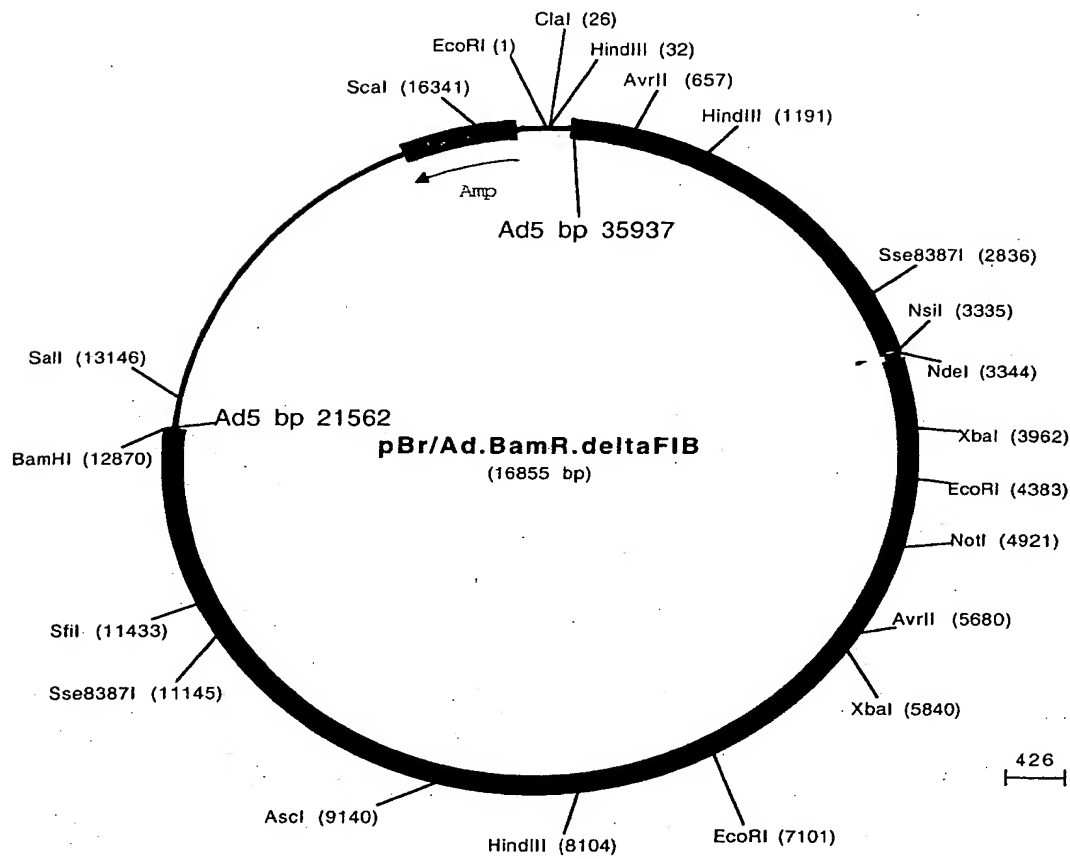 ClaI (26)
EcoRI (1)
HindIII (32)
ScaI (16341)
AvrII (657)
HindIII (1191)
Amp
Ad5 bp 35937
Sse8387I (2836)
NsiI (3335)
NdeI (3344)
SalI (13146)
Ad5 bp 21562
XbaI (3962)
BamHI (12870)
pBr/Ad.BamR.deltaFIB
(16855 bp)
EcoRI (4383)
NotI (4921)
SfiI (11433)
AvrII (5680)
Sse8387I (11145)
XbaI (5840)
426
AscI (9140)
HindIII (8104)
EcoRI (7101)